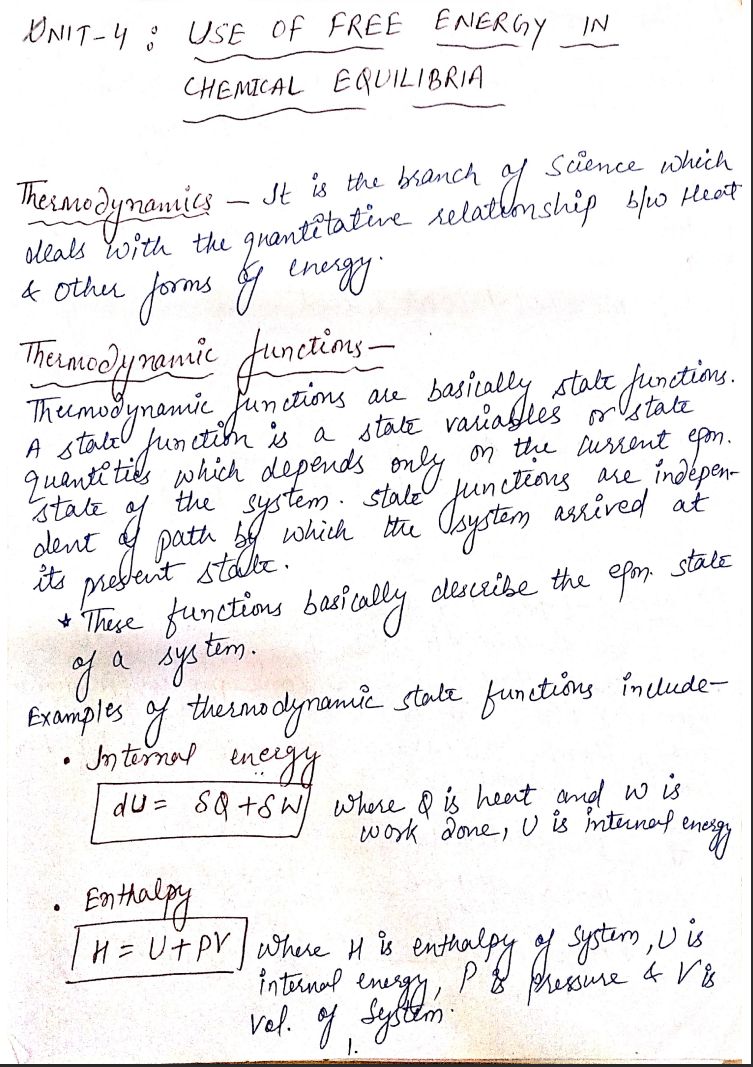 UNIT-4 : USE OF FREE ENERGY IN
CHEMICAL EQUILIBRIA
Thermodynamics – It is the branch of Science which
deals with the quantitative relationship b/w Heat
& other forms of energy.
Thermodynamic functions –
Thermodynamic functions are basically state functions.
A state function is a state variables or state
quantities which depends only on the current eqm.
state of the system. State functions are indepen-
dent of path by which the system arrived at
its present state.
* These functions basically describe the eqm. state
of a system.
Examples of thermodynamic state functions include–
• Internal energy
dU = δQ + δW where Q is heat and w is
work done, U is internal energy
• Enthalpy
H = U + PV where H is enthalpy of system, U is
internal energy, P is pressure & V is
vol. of system.
1.